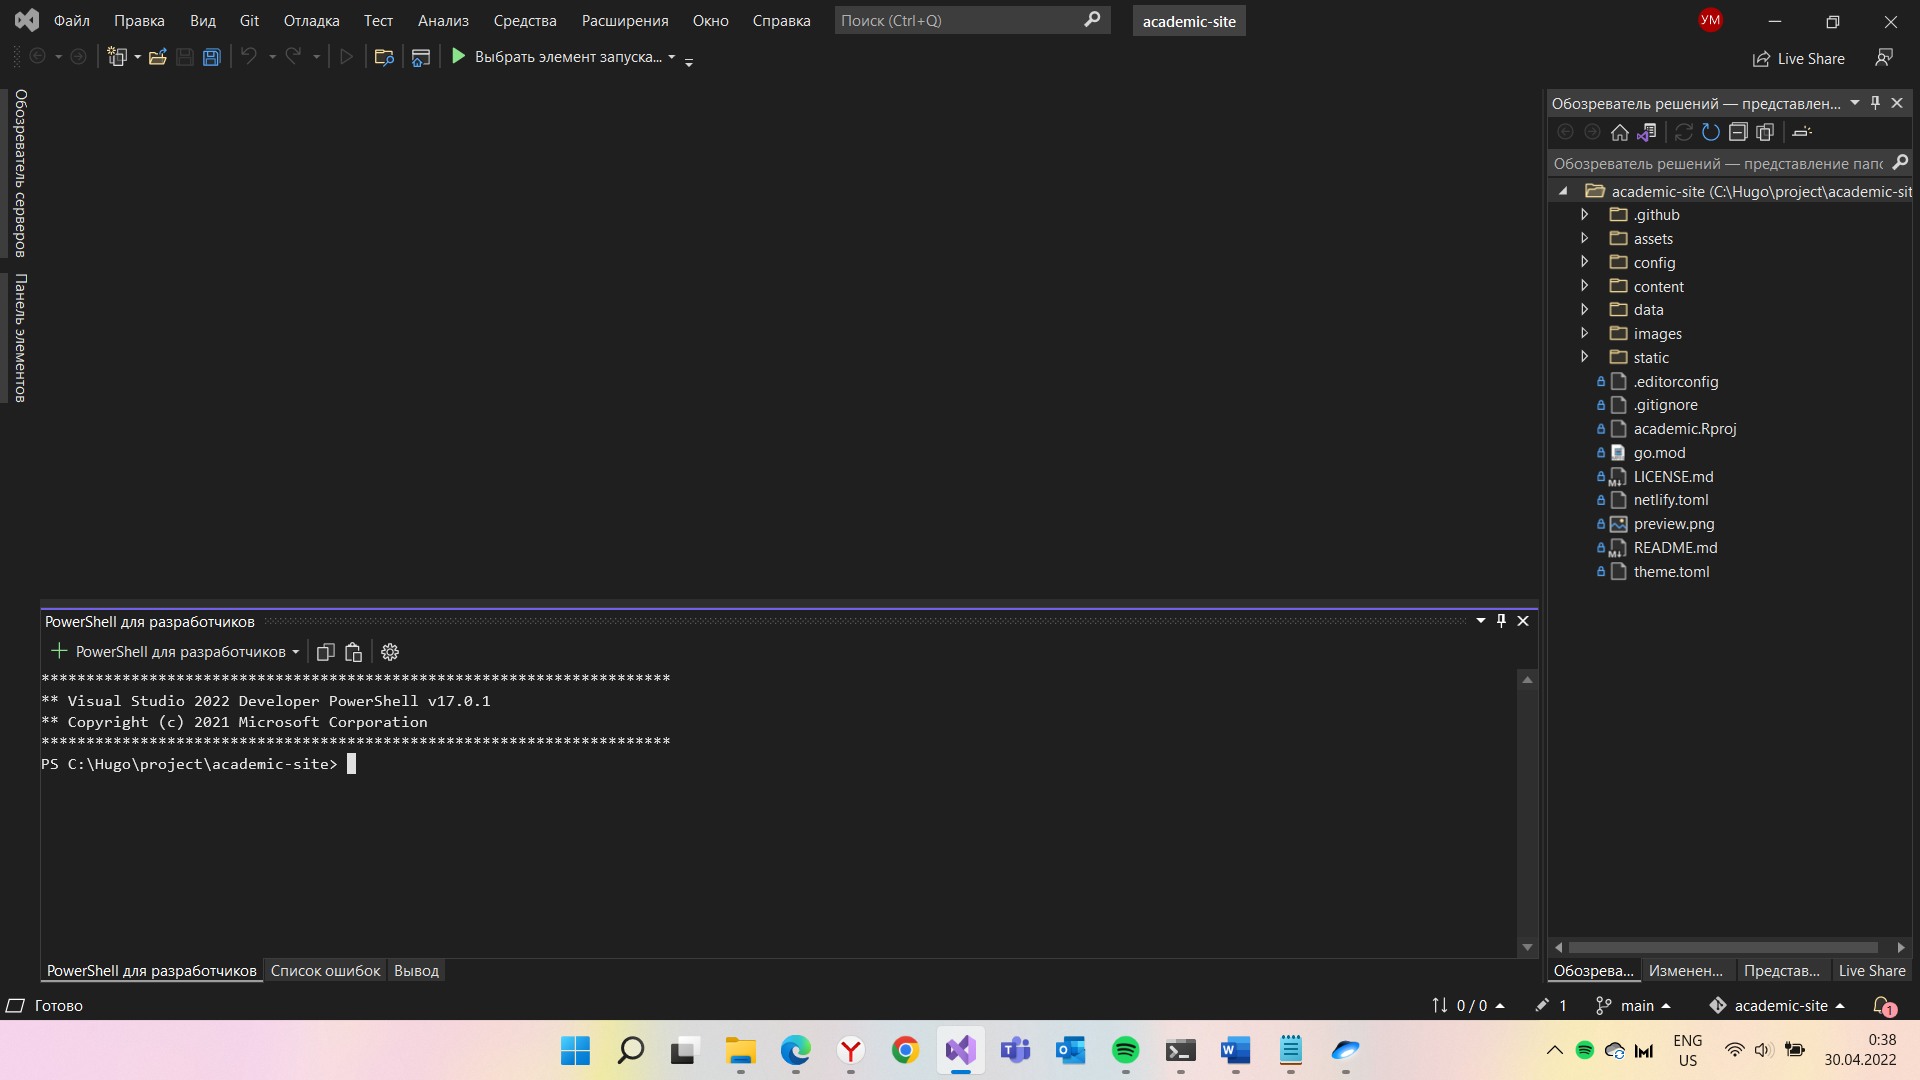 Файл Правка Вид Git Отладка Тест Анализ Средства Расширения Окно Справка Поиск (Ctrl+Q) academic-site УМ
Выбрать элемент запуска... Live Share
Обозреватель серверов
Панель элементов
Обозреватель решений — представлен...
Обозреватель решений — представление папс
academic-site (C:\Hugo\project\academic-sit
.github
assets
config
content
data
images
static
.editorconfig
.gitignore
academic.Rproj
go.mod
LICENSE.md
netlify.toml
preview.png
README.md
theme.toml
PowerShell для разработчиков
PowerShell для разработчиков
**********************************************************************
** Visual Studio 2022 Developer PowerShell v17.0.1
** Copyright (c) 2021 Microsoft Corporation
**********************************************************************
PS C:\Hugo\project\academic-site>
PowerShell для разработчиков Список ошибок Вывод
Обозрева... Изменен... Представ... Live Share
Готово 0 / 0 1 main academic-site 1
ENG 0:38
US 30.04.2022